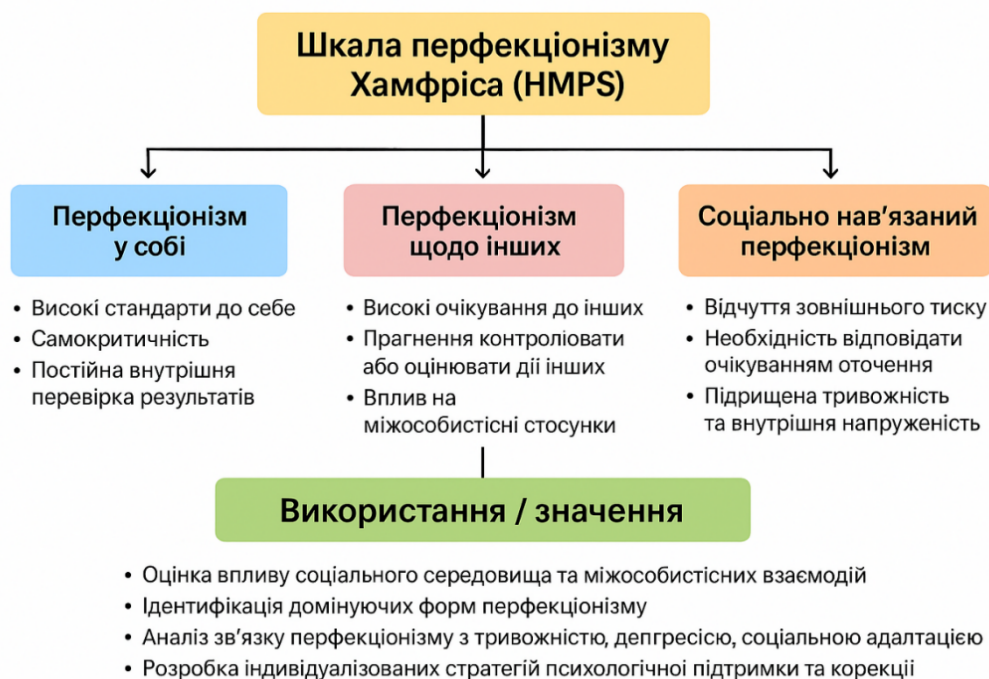 Шкала перфекціонізму
Хамфріса (HMPS)
Перфекціонізм
у собі
• Високі стандарти до себе
• Самокритичність
• Постійна внутрішня
перевірка результатів
Перфекціонізм
щодо інших
• Високі очікування до інших
• Прагнення контроліювати
або оцінювати дії інших
• Вплив на
міжособистісні стосунки
Соціально нав’язаний
перфекціонізм
• Відчуття зовнішнього тиску
• Необхідність відповідати
очікуванням оточення
• Підрищена тривожність
та внутрішня напруженість
Використання / значення
• Оцінка впливу соціального середовища та міжособистісних взаємодій
• Ідентифікація домінуючих форм перфекціонізму
• Аналіз зв’язку перфекціонізму з тривожністю, депгресією, соціальною адалтацією
• Розробка індивідуалізованих стратегій психологічної підтримки та корекції